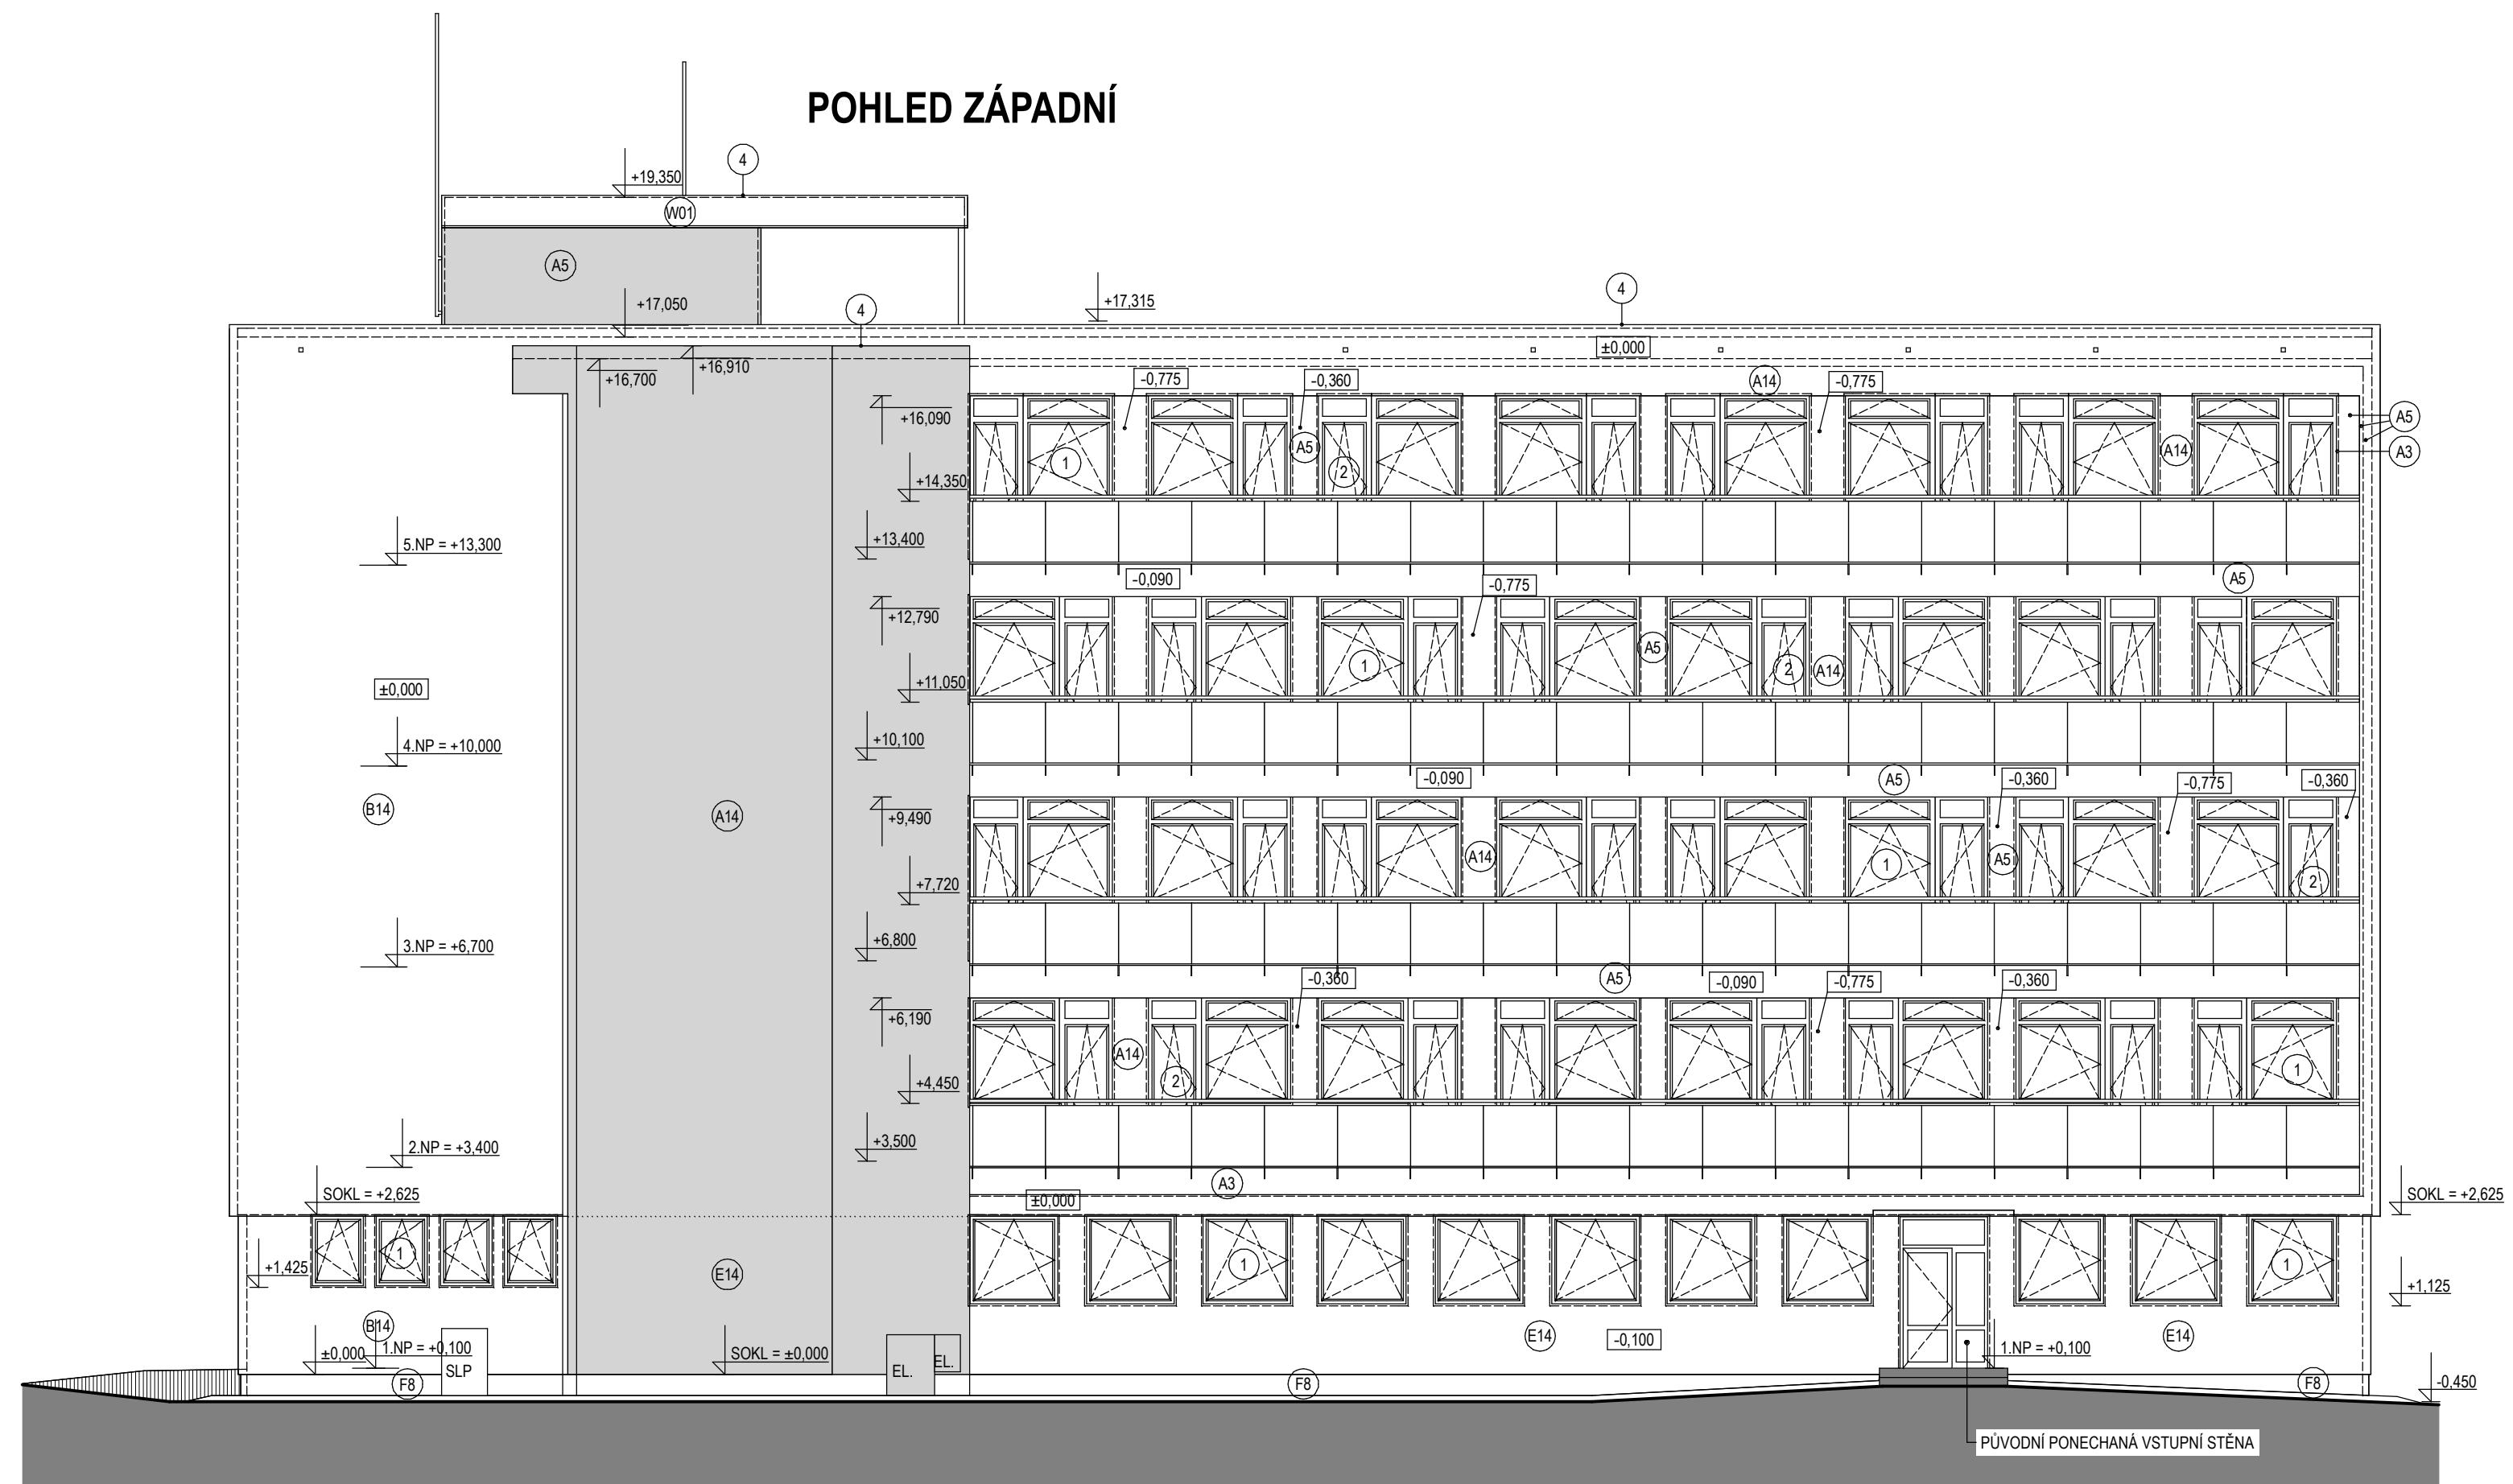 POHLED ZÁPADNÍ
4
+19,350
W01
A5
+17,050
4
+17,315
4
±0,000
+16,700
+16,910
-0,775
-0,360
A14
-0,775
+16,090
A5
A5
A14
A3
1
2
+14,350
5.NP = +13,300
+13,400
-0,090
-0,775
A5
+12,790
A5
1
2
A14
±0,000
+11,050
4.NP = +10,000
+10,100
-0,090
A5
-0,360
-0,775
-0,360
B14
A14
+9,490
A14
1
A5
2
+7,720
3.NP = +6,700
+6,800
-0,360
A5
-0,090
-0,775
-0,360
+6,190
A14
2
1
+4,450
2.NP = +3,400
+3,500
A3
SOKL = +2,625
±0,000
SOKL = +2,625
1
1
1
+1,425
E14
+1,125
B14
E14
-0,100
E14
±0,000
1.NP = +0,100
SLP
SOKL = ±0,000
EL.
EL.
1.NP = +0,100
F8
F8
F8
-0,450
PŮVODNÍ PONECHANÁ VSTUPNÍ STĚNA